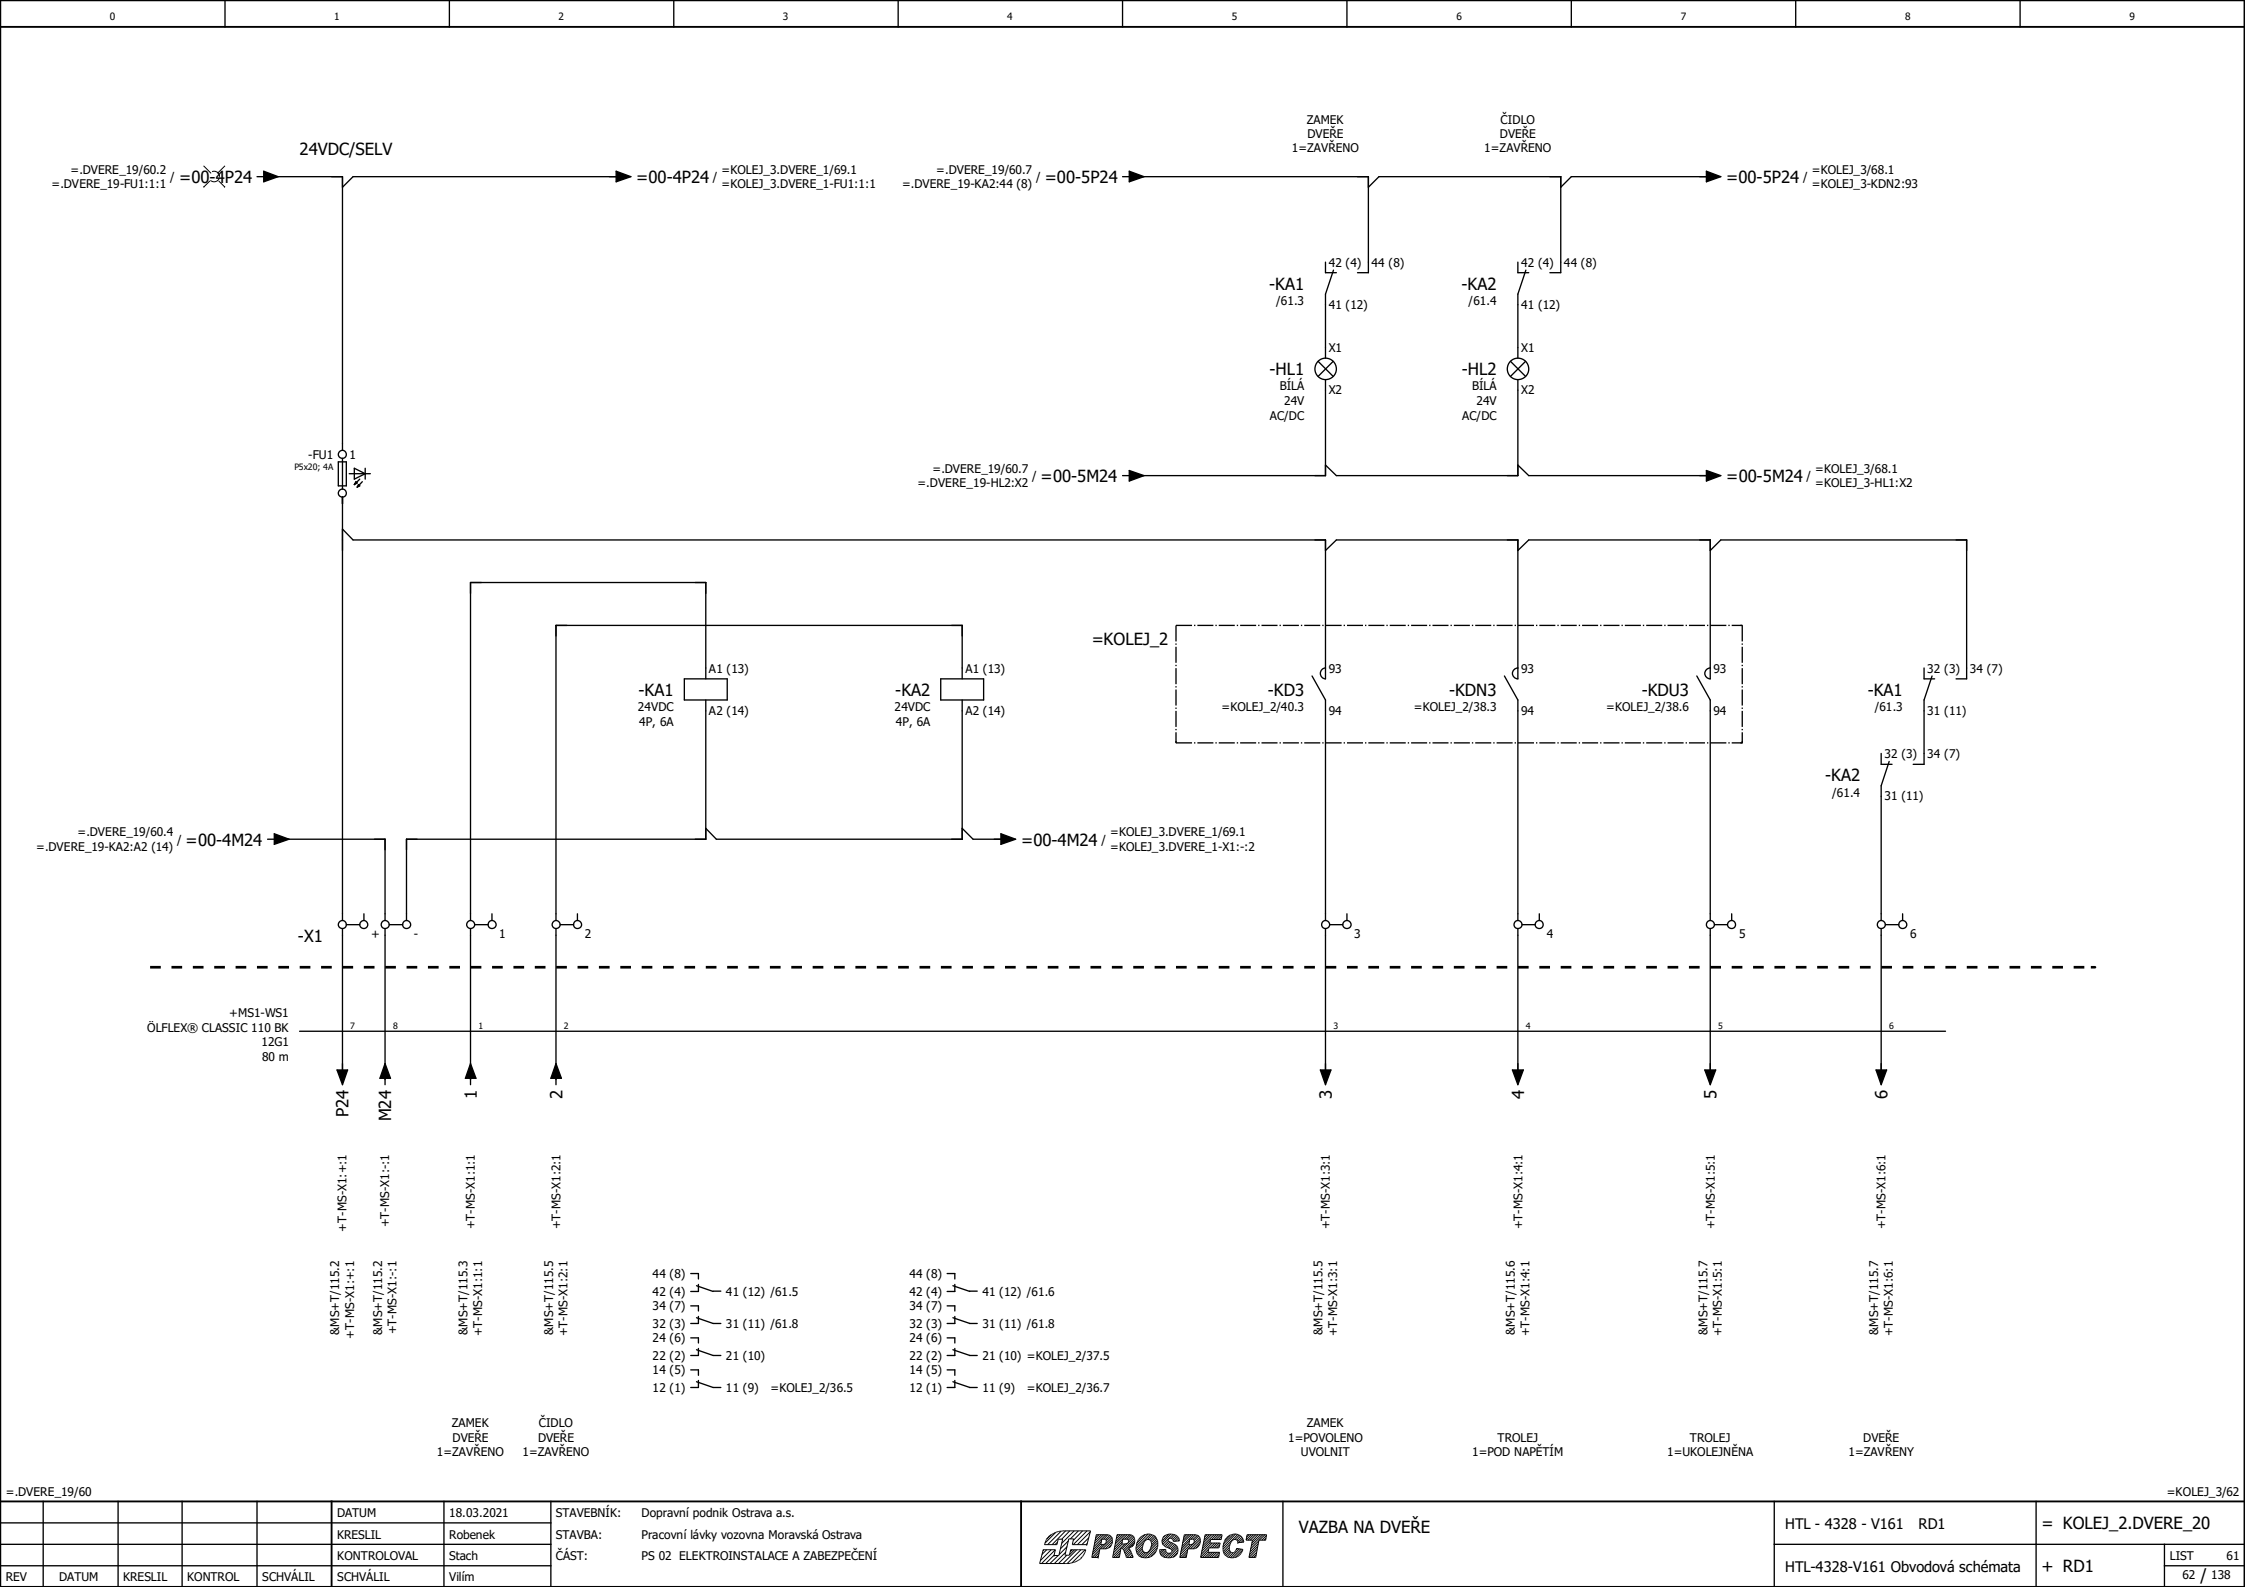 0 1 2 3 4 5 6 7 8 9
ZAMEK
DVEŘE
1=ZAVŘENO
ČIDLO
DVEŘE
1=ZAVŘENO
24VDC/SELV
=.DVERE_19/60.2
=.DVERE_19-FU1:1:1
/ =00-4P24
=00-4P24 /
=KOLEJ_3.DVERE_1/69.1
=KOLEJ_3.DVERE_1-FU1:1:1
=.DVERE_19/60.7
=.DVERE_19-KA2:44 (8)
/ =00-5P24
=00-5P24 /
=KOLEJ_3/68.1
=KOLEJ_3-KDN2:93
42 (4) 44 (8)
-KA1
/61.3
41 (12)
42 (4) 44 (8)
-KA2
/61.4
41 (12)
X1
-HL1
BÍLÁ
24V
AC/DC
X2
X1
-HL2
BÍLÁ
24V
AC/DC
X2
-FU1 1
P5x20; 4A
=.DVERE_19/60.7
=.DVERE_19-HL2:X2
/ =00-5M24
=00-5M24 /
=KOLEJ_3/68.1
=KOLEJ_3-HL1:X2
=KOLEJ_2
A1 (13)
-KA1
24VDC
4P, 6A
A2 (14)
A1 (13)
-KA2
24VDC
4P, 6A
A2 (14)
93
-KD3
=KOLEJ_2/40.3
94
93
-KDN3
=KOLEJ_2/38.3
94
93
-KDU3
=KOLEJ_2/38.6
94
32 (3) 34 (7)
-KA1
/61.3
31 (11)
32 (3) 34 (7)
-KA2
/61.4
31 (11)
=.DVERE_19/60.4
=.DVERE_19-KA2:A2 (14)
/ =00-4M24
=00-4M24 /
=KOLEJ_3.DVERE_1/69.1
=KOLEJ_3.DVERE_1-X1:-:2
-X1 + - 1 2 3 4 5 6
+MS1-WS1
ÖLFLEX® CLASSIC 110 BK
12G1
80 m
7 8 1 2 3 4 5 6
P24 M24 1 2 3 4 5 6
+T-MS-X1:+:1
+T-MS-X1:-:1
+T-MS-X1:1:1
+T-MS-X1:2:1
+T-MS-X1:3:1
+T-MS-X1:4:1
+T-MS-X1:5:1
+T-MS-X1:6:1
&MS+T/115.2
+T-MS-X1:+:1
&MS+T/115.2
+T-MS-X1:-:1
&MS+T/115.3
+T-MS-X1:1:1
&MS+T/115.5
+T-MS-X1:2:1
&MS+T/115.5
+T-MS-X1:3:1
&MS+T/115.6
+T-MS-X1:4:1
&MS+T/115.7
+T-MS-X1:5:1
&MS+T/115.7
+T-MS-X1:6:1
44 (8)
42 (4) 41 (12) /61.5
34 (7)
32 (3) 31 (11) /61.8
24 (6)
22 (2) 21 (10)
14 (5)
12 (1) 11 (9) =KOLEJ_2/36.5
44 (8)
42 (4) 41 (12) /61.6
34 (7)
32 (3) 31 (11) /61.8
24 (6)
22 (2) 21 (10) =KOLEJ_2/37.5
14 (5)
12 (1) 11 (9) =KOLEJ_2/36.7
ZAMEK
DVEŘE
1=ZAVŘENO
ČIDLO
DVEŘE
1=ZAVŘENO
ZAMEK
1=POVOLENO
UVOLNIT
TROLEJ
1=POD NAPĚTÍM
TROLEJ
1=UKOLEJNĚNA
DVEŘE
1=ZAVŘENY
=.DVERE_19/60
=KOLEJ_3/62
DATUM 18.03.2021
KRESLIL Robenek
KONTROLOVAL Stach
REV DATUM KRESLIL KONTROL SCHVÁLIL SCHVÁLIL Vilím
STAVEBNÍK: Dopravní podnik Ostrava a.s.
STAVBA: Pracovní lávky vozovna Moravská Ostrava
ČÁST: PS 02 ELEKTROINSTALACE A ZABEZPEČENÍ
PROSPECT
VAZBA NA DVEŘE
HTL - 4328 - V161 RD1
HTL-4328-V161 Obvodová schémata
= KOLEJ_2.DVERE_20
+ RD1
LIST 61
62 / 138